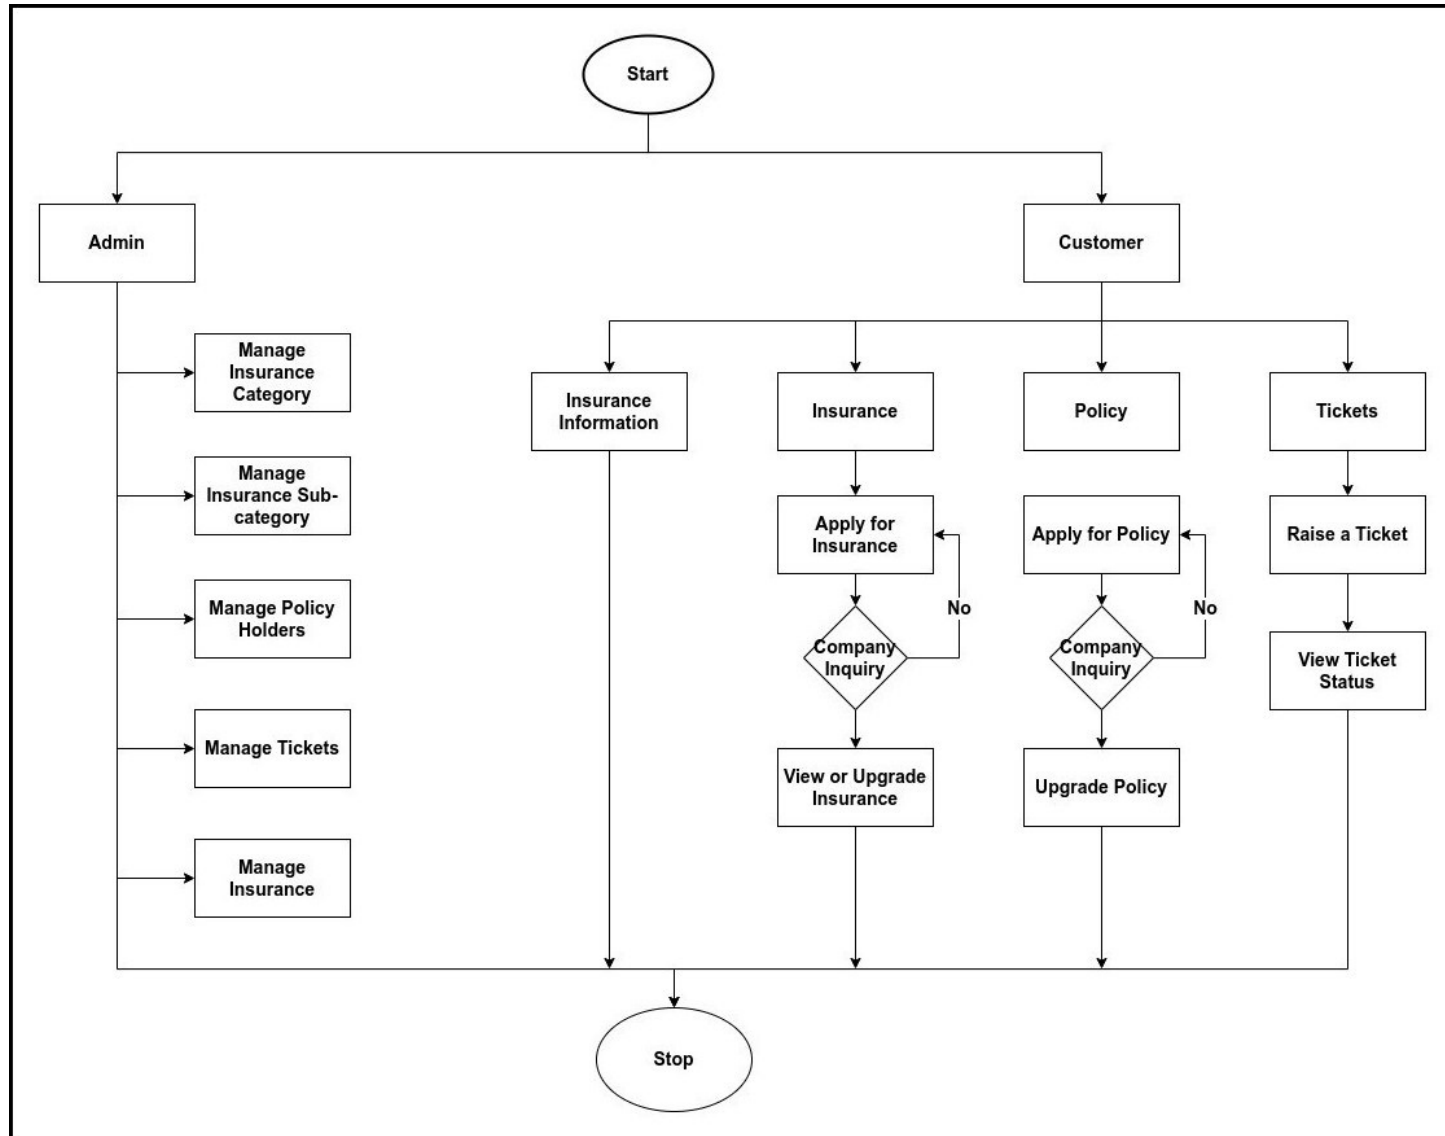 Start
Admin
Customer
Manage
Insurance
Category
Manage
Insurance Sub-
category
Manage Policy
Holders
Manage Tickets
Manage
Insurance
Insurance
Information
Insurance
Apply for
Insurance
No
Company
Inquiry
View or Upgrade
Insurance
Policy
Apply for Policy
No
Company
Inquiry
Upgrade Policy
Tickets
Raise a Ticket
View Ticket
Status
Stop